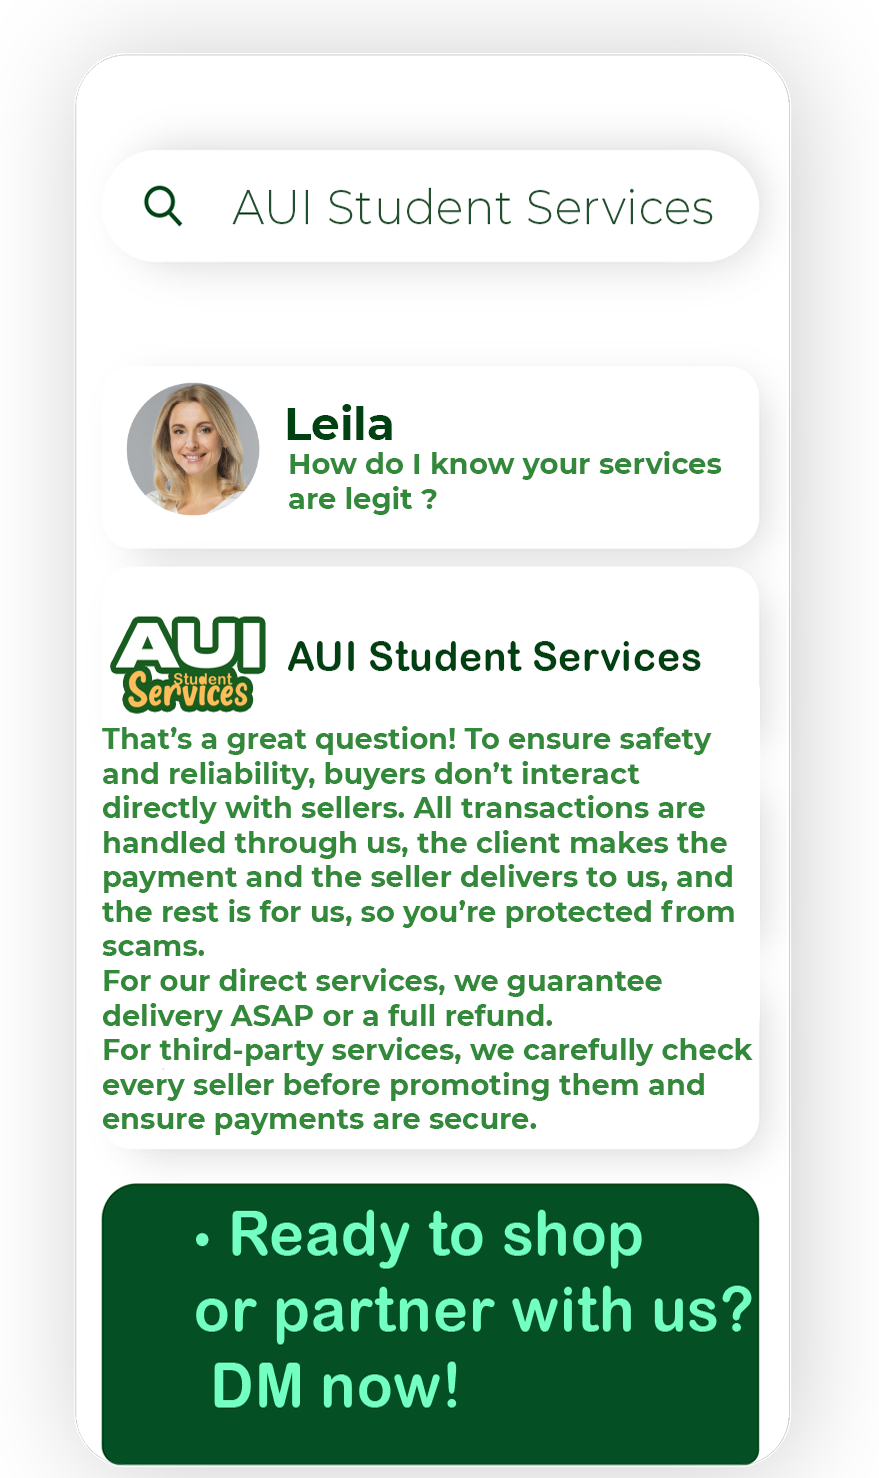 AUI Student Services
Leila
How do I know your services
are legit ?
AUI
Student
Services
AUI Student Services
That’s a great question! To ensure safety
and reliability, buyers don’t interact
directly with sellers. All transactions are
handled through us, the client makes the
payment and the seller delivers to us, and
the rest is for us, so you’re protected from
scams.
For our direct services, we guarantee
delivery ASAP or a full refund.
For third-party services, we carefully check
every seller before promoting them and
ensure payments are secure.
• Ready to shop
or partner with us?
DM now!